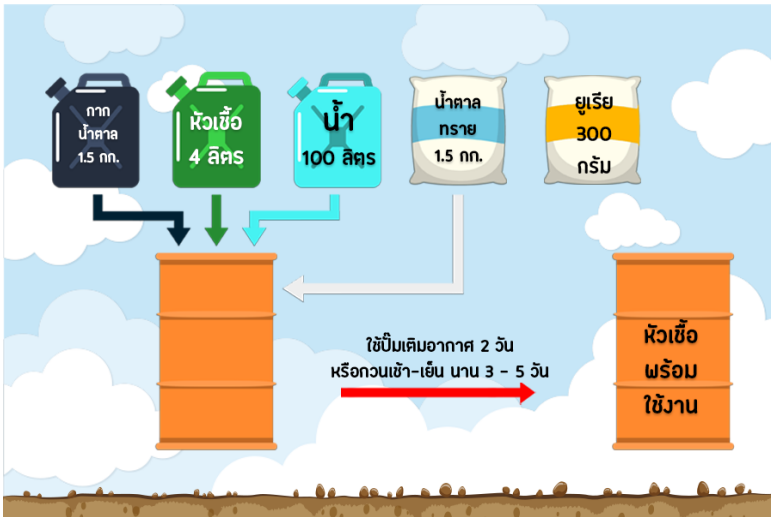 กาก
น้ำตาล
1.5 กก.
หัวเชื้อ
4 ลิตร
น้ำ
100 ลิตร
น้ำตาล
ทราย
1.5 กก.
ยูเรีย
300
กรัม
ใช้ปั๊มเติมอากาศ 2 วัน
หรือกวนเช้า-เย็น นาน 3 - 5 วัน
หัวเชื้อ
พร้อม
ใช้งาน